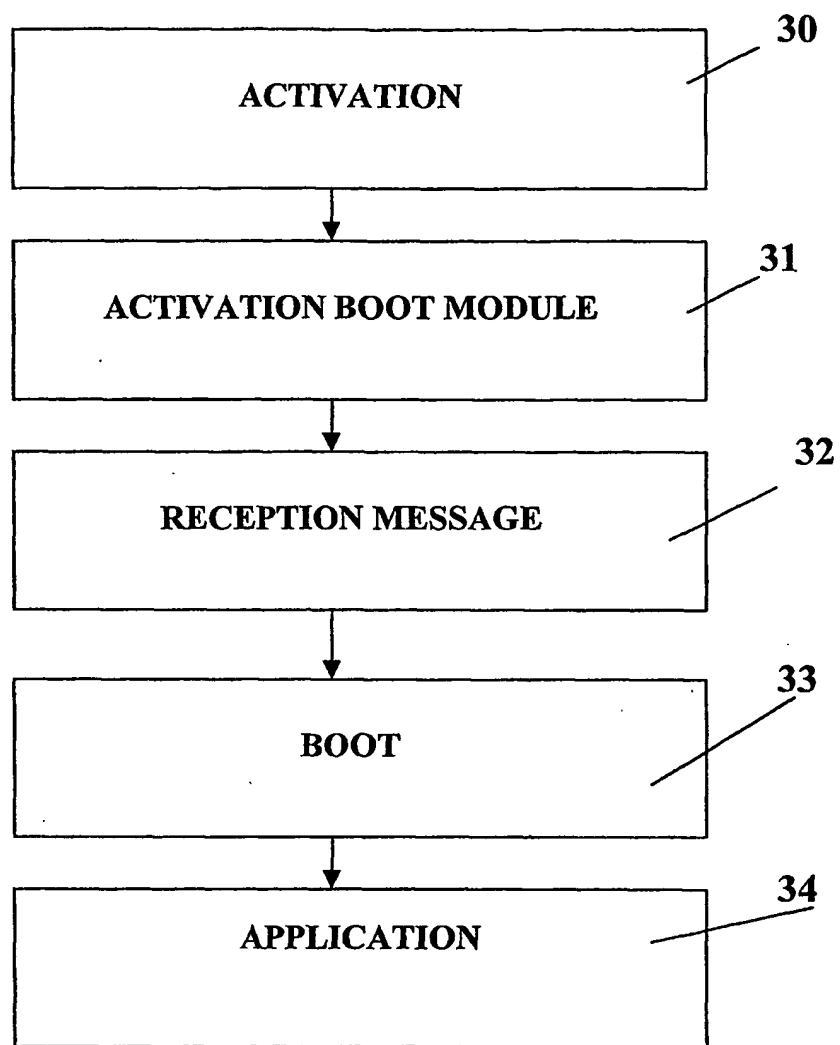 30
ACTIVATION
31
ACTIVATION BOOT MODULE
32
RECEPTION MESSAGE
33
BOOT
34
APPLICATION